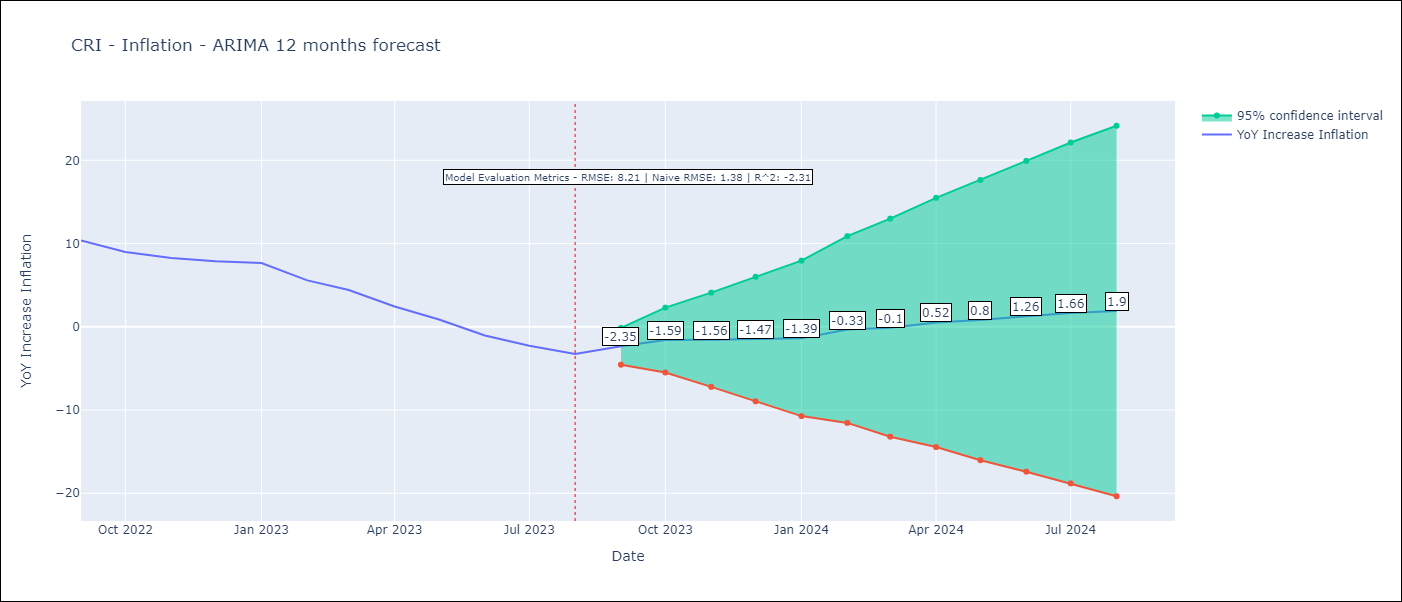 CRI - Inflation - ARIMA 12 months forecast
95% confidence interval
YoY Increase Inflation
Model Evaluation Metrics - RMSE: 8.21 | Naive RMSE: 1.38 | R^2: -2.31
YoY Increase Inflation
20
10
0
−10
−20
-2.35
-1.59
-1.56
-1.47
-1.39
-0.33
-0.1
0.52
0.8
1.26
1.66
1.9
Oct 2022
Jan 2023
Apr 2023
Jul 2023
Oct 2023
Jan 2024
Apr 2024
Jul 2024
Date